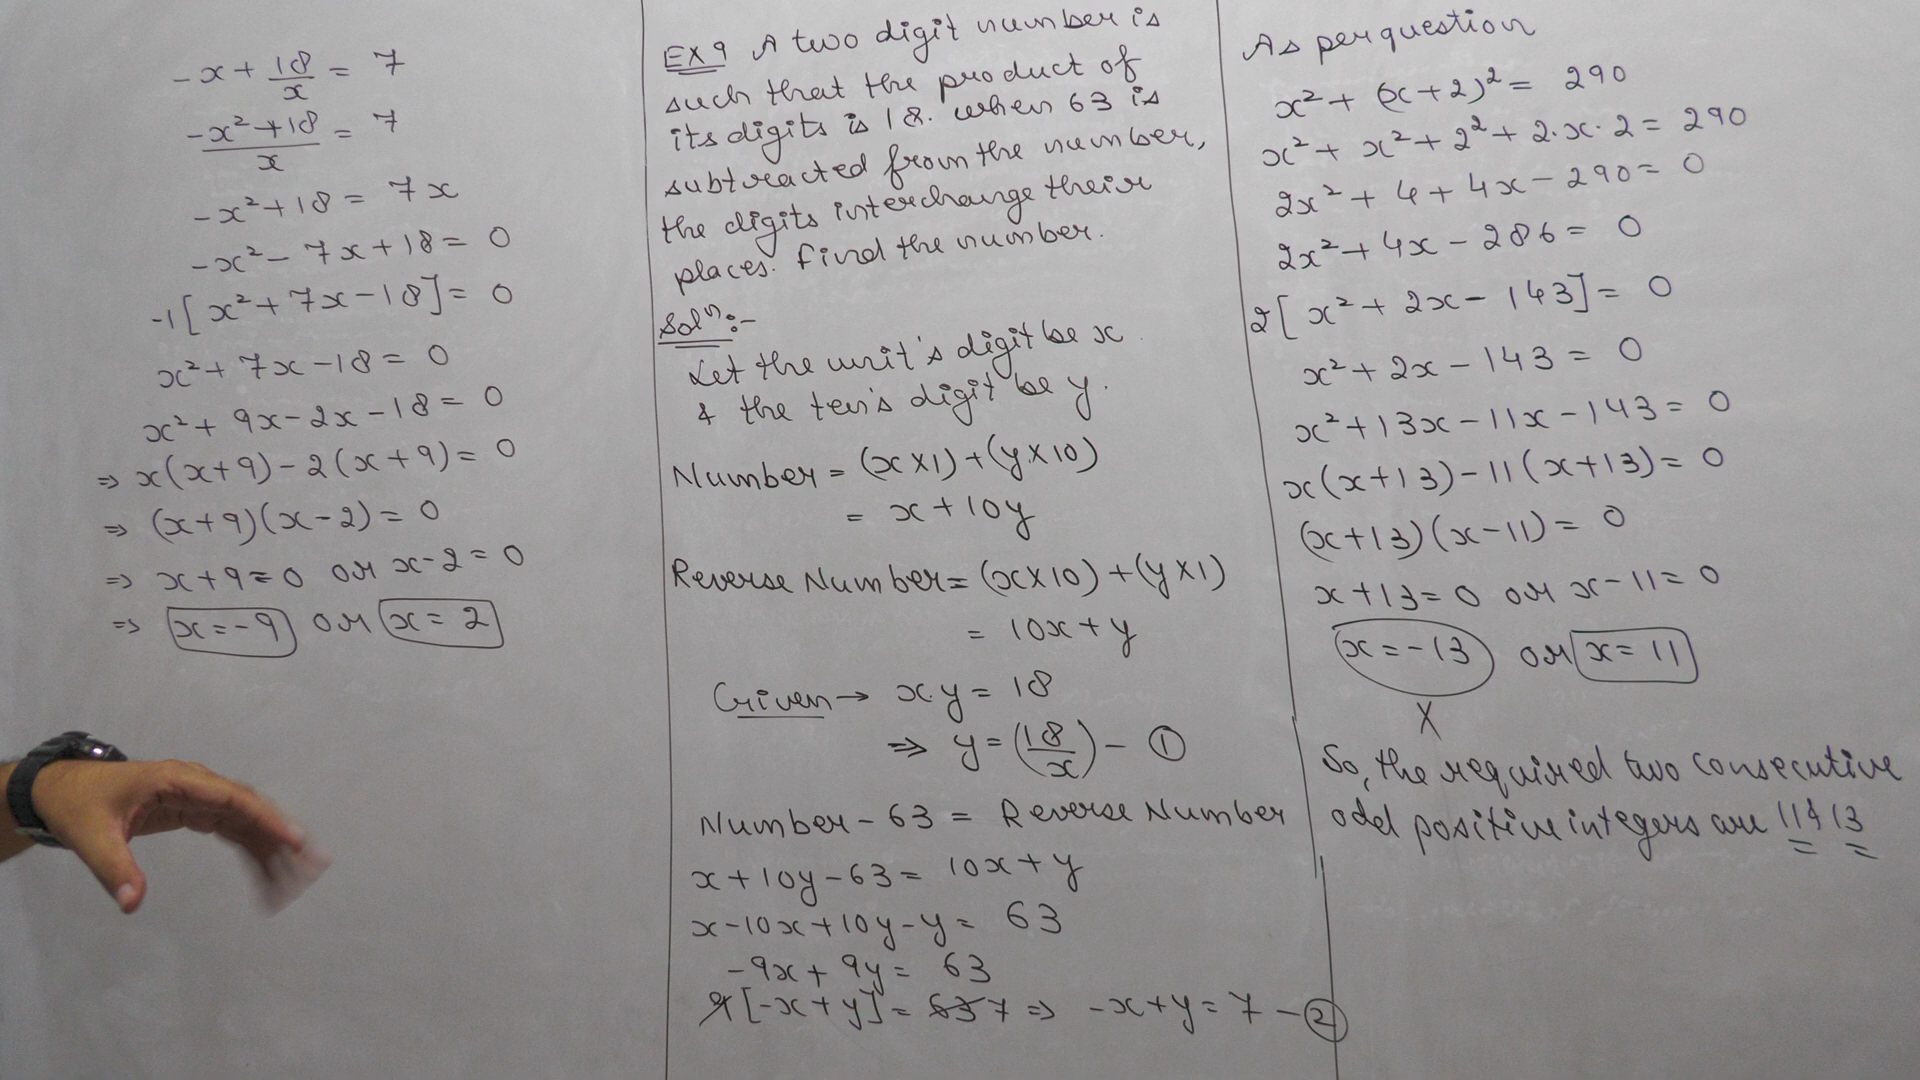 -x + 18/x = 7
(-x² + 18)/x = 7
-x² + 18 = 7x
-x² - 7x + 18 = 0
-1[x² + 7x - 18] = 0
x² + 7x - 18 = 0
x² + 9x - 2x - 18 = 0
⇒ x(x+9) - 2(x+9) = 0
⇒ (x+9)(x-2) = 0
⇒ x+9 = 0 or x-2 = 0
⇒ x = -9 or x = 2
EX 9 A two digit number is
such that the product of
its digits is 18. when 63 is
subtracted from the number,
the digits interchange their
places. find the number.
Solⁿ:-
Let the unit's digit be x
& the ten's digit be y.
Number = (x×1) + (y×10)
= x + 10y
Reverse Number = (x×10) + (y×1)
= 10x + y
Given → x.y = 18
⇒ y = (18/x) - ①
Number - 63 = Reverse Number
x + 10y - 63 = 10x + y
x - 10x + 10y - y = 63
-9x + 9y = 63
9[-x + y] = 63 7 ⇒ -x + y = 7 - ②
As per question
x² + (x+2)² = 290
x² + x² + 2² + 2.x.2 = 290
2x² + 4 + 4x - 290 = 0
2x² + 4x - 286 = 0
2[x² + 2x - 143] = 0
x² + 2x - 143 = 0
x² + 13x - 11x - 143 = 0
x(x+13) - 11(x+13) = 0
(x+13)(x-11) = 0
x+13 = 0 or x-11 = 0
x = -13 or x = 11
X
So, the required two consecutive
odd positive integers are 11 & 13